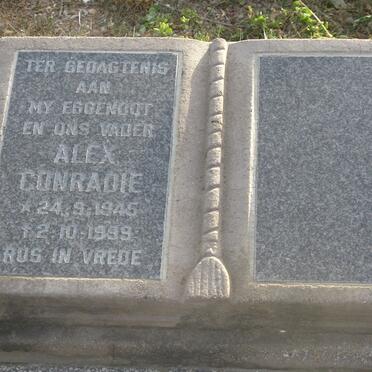 TER GEDAGTENIS
AAN
MY EGGENOOT
EN ONS VADER
ALEX
CONRADIE
* 24.9.1945
† 2.10.1999
RUS IN VREDE